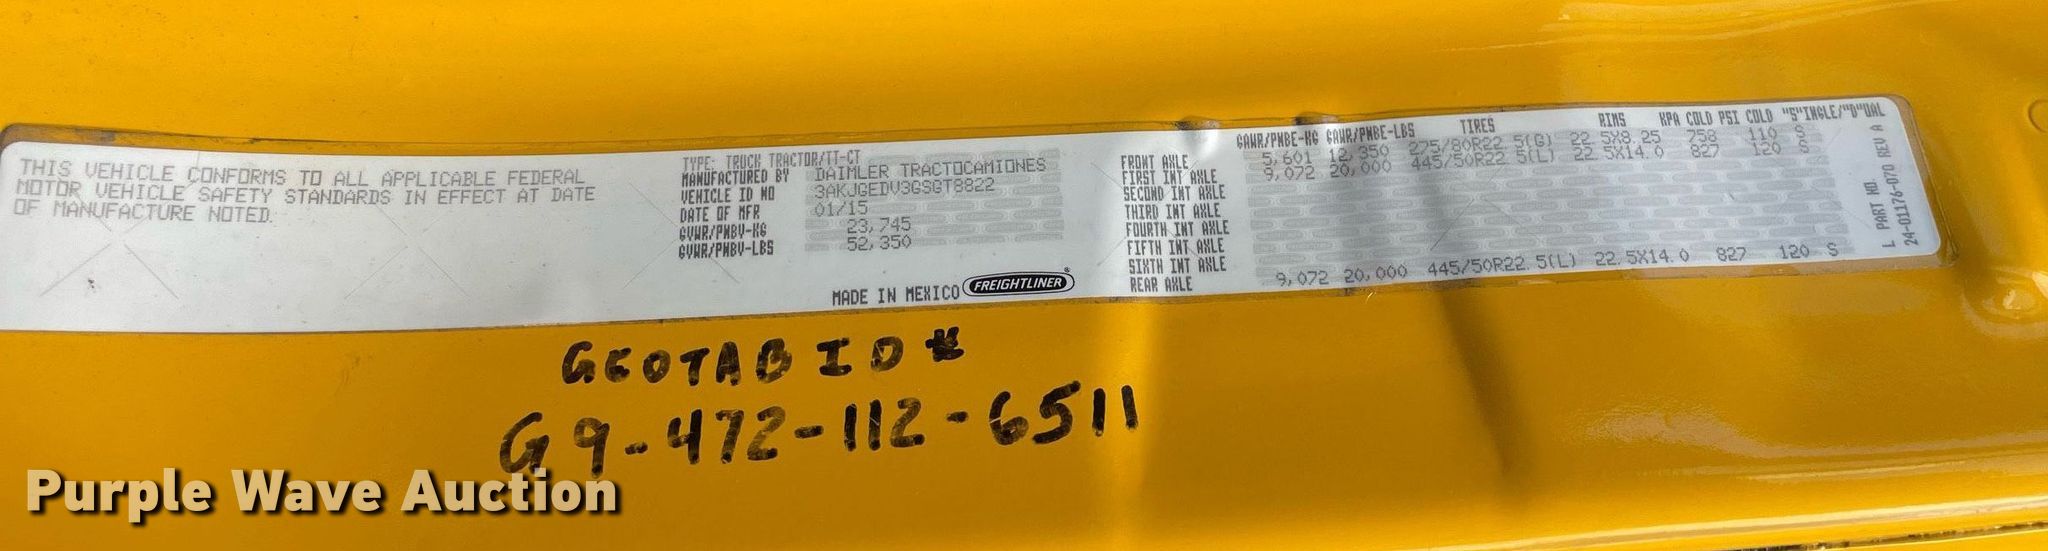 THIS VEHICLE CONFORMS TO ALL APPLICABLE FEDERAL
MOTOR VEHICLE SAFETY STANDARDS IN EFFECT AT DATE
OF MANUFACTURE NOTED.
TYPE: TRUCK TRACTOR/TT-CT
MANUFACTURED BY DAIMLER TRACTOCAMIONES
VEHICLE ID NO 3AKJGEDV3GSGT8822
DATE OF MFR 01/15
GVWR/PNBV-KG 23,745
GVWR/PNBV-LBS 52,350
MADE IN MEXICO FREIGHTLINER®
GAWR/PNBE-KG GAWR/PNBE-LBS TIRES RIMS KPA COLD PSI COLD "S"INGLE/"D"UAL
FRONT AXLE 5,601 12,350 275/80R22.5(G) 22.5X8.25 758 110 S
FIRST INT AXLE 9,072 20,000 445/50R22.5(L) 22.5X14.0 827 120 S
SECOND INT AXLE
THIRD INT AXLE
FOURTH INT AXLE
FIFTH INT AXLE
SIXTH INT AXLE
REAR AXLE 9,072 20,000 445/50R22.5(L) 22.5X14.0 827 120 S
L PART NO.
24-01176-070 REV A
GEOTAB ID #
G9-472-112-6511
Purple Wave Auction